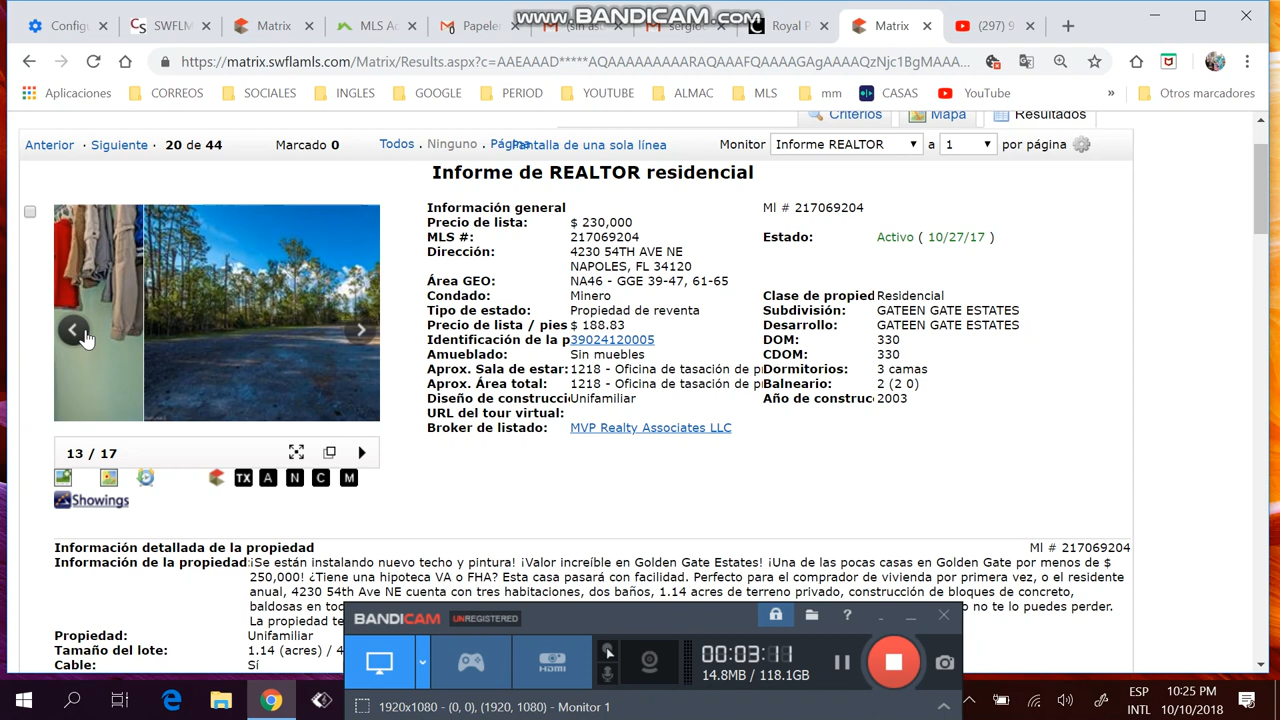 www.BANDICAM.com
Configu
SWFLM
Matrix
MLS A
Papele
(sin as
sergio
Royal P
Matrix
(297) 9
https://matrix.swflamls.com/Matrix/Results.aspx?c=AAEAAAD*****AQAAAAAAAAARAQAAAFQAAAAGAgAAAAQzNjc1BgMAAA...
Aplicaciones
CORREOS
SOCIALES
INGLES
GOOGLE
PERIOD
YOUTUBE
ALMAC
MLS
mm
CASAS
YouTube
»
Otros marcadores
Criterios
Mapa
Resultados
Anterior · Siguiente · 20 de 44
Marcado 0
Todos · Ninguno · Página
Pantalla de una sola línea
Monitor Informe REALTOR a 1 por página
Informe de REALTOR residencial
Información general
Ml # 217069204
Precio de lista: $ 230,000
MLS #: 217069204
Estado: Activo ( 10/27/17 )
Dirección: 4230 54TH AVE NE
NAPOLES, FL 34120
Área GEO: NA46 - GGE 39-47, 61-65
Condado: Minero
Clase de propied Residencial
Tipo de estado: Propiedad de reventa
Subdivisión: GATEEN GATE ESTATES
Precio de lista / pies $ 188.83
Desarrollo: GATEEN GATE ESTATES
Identificación de la p 39024120005
DOM: 330
Amueblado: Sin muebles
CDOM: 330
Aprox. Sala de estar: 1218 - Oficina de tasación de p
Dormitorios: 3 camas
Aprox. Área total: 1218 - Oficina de tasación de p
Balneario: 2 (2 0)
Diseño de construcci Unifamiliar
Año de construc 2003
URL del tour virtual:
Broker de listado: MVP Realty Associates LLC
13 / 17
TX A N C M
Showings
Información detallada de la propiedad
Ml # 217069204
Información de la propiedad: ¡Se están instalando nuevo techo y pintura! ¡Valor increíble en Golden Gate Estates! ¡Una de las pocas casas en Golden Gate por menos de $
250,000! ¿Tiene una hipoteca VA o FHA? Esta casa pasará con facilidad. Perfecto para el comprador de vivienda por primera vez, o el residente
anual, 4230 54th Ave NE cuenta con tres habitaciones, dos baños, 1.14 acres de terreno privado, construcción de bloques de concreto,
baldosas en tod
no te lo puedes perder.
La propiedad te
Propiedad: Unifamiliar
Tamaño del lote: 1.14 (acres) / 4
Cable: Sí
BANDICAM UNREGISTERED
HDMI
00:03:11
14.8MB / 118.1GB
1920x1080 - (0, 0), (1920, 1080) - Monitor 1
ESP
INTL
10:25 PM
10/10/2018